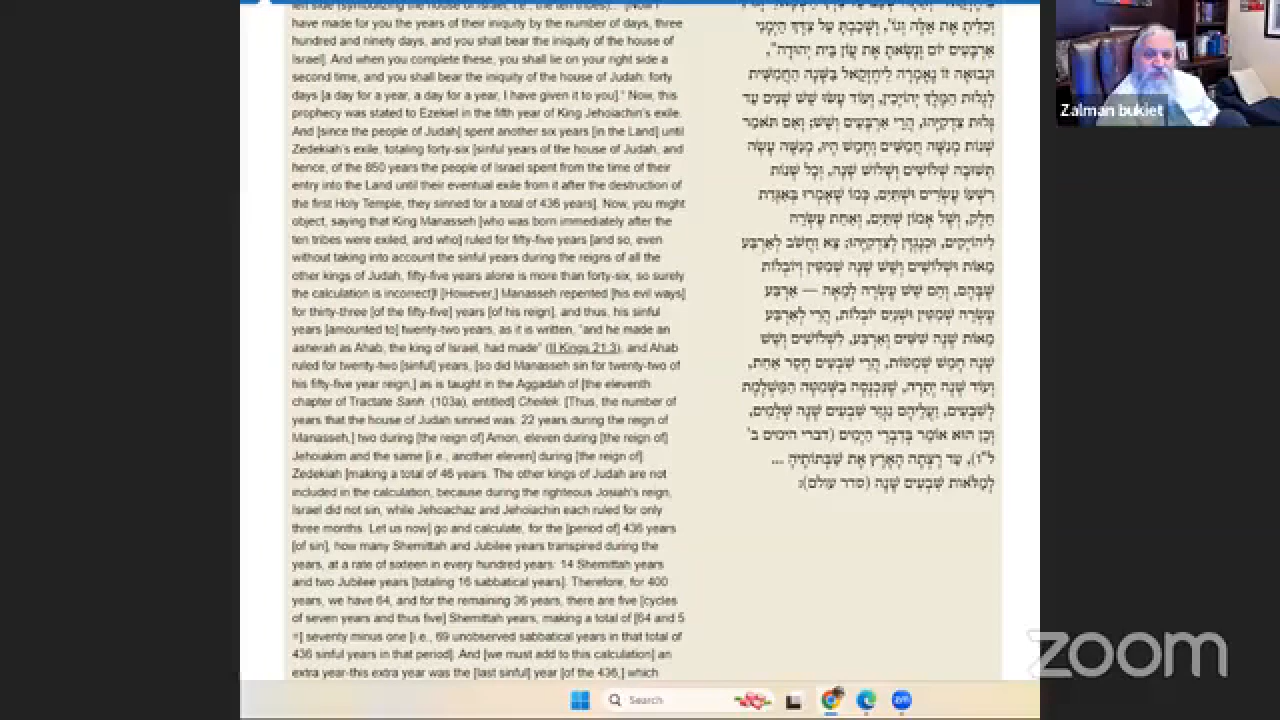 left side (symbolizing the house of Israel, i.e., the ten tribes)... [Now I
have made for you the years of their iniquity by the number of days, three
hundred and ninety days, and you shall bear the iniquity of the house of
Israel]. And when you complete these, you shall lie on your right side a
second time, and you shall bear the iniquity of the house of Judah: forty
days [a day for a year, a day for a year, I have given it to you]." Now, this
prophecy was stated to Ezekiel in the fifth year of King Jehoiachin's exile.
And [since the people of Judah] spent another six years [in the Land] until
Zedekiah's exile, totaling forty-six [sinful years of the house of Judah, and
hence, of the 850 years the people of Israel spent from the time of their
entry into the Land until their eventual exile from it after the destruction of
the first Holy Temple, they sinned for a total of 436 years]. Now, you might
object, saying that King Manasseh [who was born immediately after the
ten tribes were exiled, and who] ruled for fifty-five years [and so, even
without taking into account the sinful years during the reigns of all the
other kings of Judah, fifty-five years alone is more than forty-six, so surely
the calculation is incorrect]! [However,] Manasseh repented [his evil ways]
for thirty-three [of the fifty-five] years [of his reign], and thus, his sinful
years [amounted to] twenty-two years, as it is written, "and he made an
asherah as Ahab, the king of Israel, had made" (II Kings 21:3), and Ahab
ruled for twenty-two [sinful] years, [so did Manasseh sin for twenty-two of
his fifty-five year reign,] as is taught in the Aggadah of [the eleventh
chapter of Tractate Sanh. (103a), entitled] Cheilek. [Thus, the number of
years that the house of Judah sinned was: 22 years during the reign of
Manasseh,] two during [the reign of] Amon, eleven during [the reign of]
Jehoiakim and the same [i.e., another eleven] during [the reign of]
Zedekiah [making a total of 46 years. The other kings of Judah are not
included in the calculation, because during the righteous Josiah's reign,
Israel did not sin, while Jehoachaz and Jehoiachin each ruled for only
three months. Let us now] go and calculate, for the [period of] 436 years
[of sin], how many Shemittah and Jubilee years transpired during the
years, at a rate of sixteen in every hundred years: 14 Shemittah years
and two Jubilee years [totaling 16 sabbatical years]. Therefore, for 400
years, we have 64, and for the remaining 36 years, there are five [cycles
of seven years and thus five] Shemittah years, making a total of [64 and 5
=] seventy minus one [i.e., 69 unobserved sabbatical years in that total of
436 sinful years in that period]. And [we must add to this calculation] an
extra year-this extra year was the [last sinful] year [of the 436,] which
וְכִלִּיתָ אֶת אֵלֶּה וְגוֹ', וְשָׁכַבְתָּ עַל צִדְּךָ הַיְמָנִי
אַרְבָּעִים יוֹם וְנָשָׂאתָ אֶת עֲוֹן בֵּית יְהוּדָה",
וּנְבוּאָה זוֹ נֶאֶמְרָה לִיחֶזְקֵאל בַּשָּׁנָה הַחֲמִישִׁית
לְגָלוּת הַמֶּלֶךְ יְהוֹיָכִין, וְעוֹד עָשׂוּ שֵׁשׁ שָׁנִים עַד
גָּלוּת צִדְקִיָּהוּ, הֲרֵי אַרְבָּעִים וָשֵׁשׁ; וְאִם תֹּאמַר
שְׁנוֹת מְנַשֶּׁה חֲמִשִּׁים וְחָמֵשׁ הָיוּ, מְנַשֶּׁה עָשָׂה
תְשׁוּבָה שְׁלוֹשִׁים וְשָׁלוֹשׁ שָׁנָה, וְכָל שְׁנוֹת
רִשְׁעוֹ עֶשְׂרִים וּשְׁתַּיִם, כְּמוֹ שֶׁאָמְרוּ בְּאַגָּדַת
חֵלֶק, וְשֶׁל אָמוֹן שְׁתַּיִם, וְאַחַת עֶשְׂרֵה
לִיהוֹיָקִים, וּכְנֶגְדָּן לְצִדְקִיָּהוּ; צֵא וַחֲשֹׁב לְאַרְבַּע
מֵאוֹת וּשְׁלוֹשִׁים וָשֵׁשׁ שָׁנָה שְׁמִטִּין וְיוֹבְלוֹת
שֶׁבָּהֶם, וְהֵם שֵׁשׁ עֶשְׂרֵה לְמֵאָה — אַרְבַּע
עֶשְׂרֵה שְׁמִטִּין וּשְׁנַיִם יוֹבְלוֹת, הֲרֵי לְאַרְבַּע
מֵאוֹת שָׁנָה שִׁשִּׁים וְאַרְבַּע, לִשְׁלוֹשִׁים וָשֵׁשׁ
שָׁנָה חָמֵשׁ שְׁמִטּוֹת, הֲרֵי שִׁבְעִים חָסֵר אַחַת,
וְעוֹד שָׁנָה יְתֵרָה, שֶׁנִּכְנְסָה בַּשְּׁמִטָּה הַמַּשְׁלֶמֶת
לְשִׁבְעִים, וַעֲלֵיהֶם נִגְזַר שִׁבְעִים שָׁנָה שְׁלֵמִים,
וְכֵן הוּא אוֹמֵר בְּדִבְרֵי הַיָּמִים (דברי הימים ב'
ל"ו), עַד רָצְתָה הָאָרֶץ אֶת שַׁבְּתוֹתֶיהָ ...
לְמַלֹּאות שִׁבְעִים שָׁנָה (סדר עולם):
Zalman bukiet
zoom
Search
zm